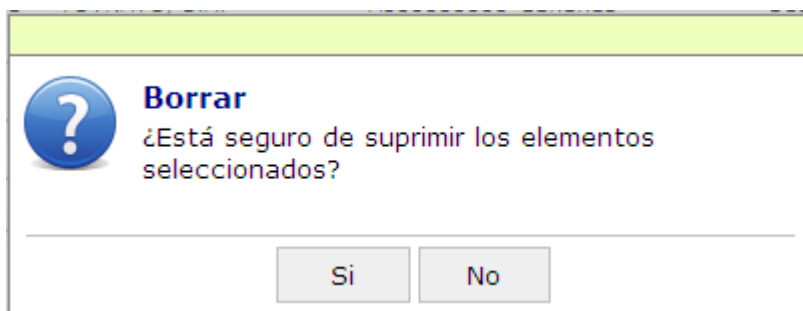 Borrar
¿Está seguro de suprimir los elementos
seleccionados?
Si
No